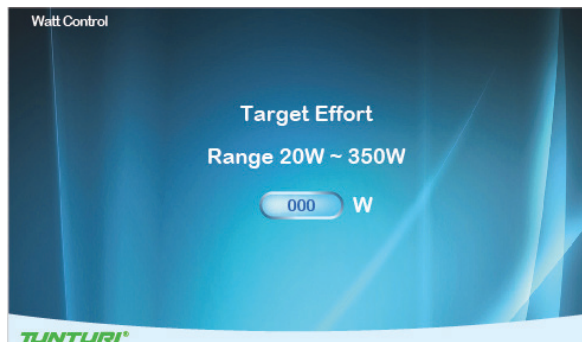 Watt Control
Target Effort
Range 20W ~ 350W
000 W
TUNTURI®